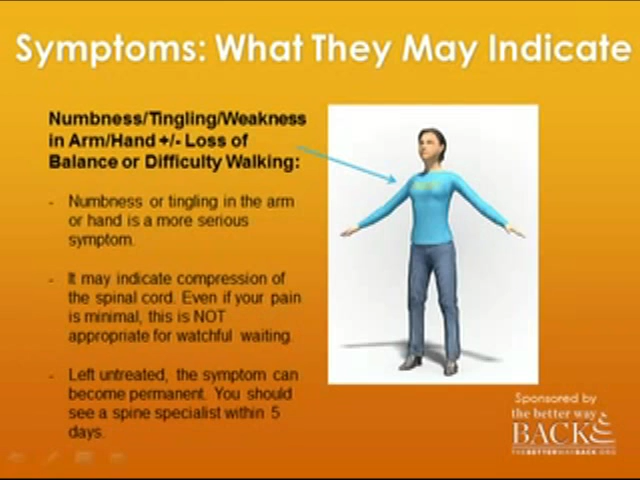 Symptoms: What They May Indicate
Numbness/Tingling/Weakness
in Arm/Hand +/- Loss of
Balance or Difficulty Walking:
- Numbness or tingling in the arm
or hand is a more serious
symptom.
- It may indicate compression of
the spinal cord. Even if your pain
is minimal, this is NOT
appropriate for watchful waiting.
- Left untreated, the symptom can
become permanent. You should
see a spine specialist within 5
days.
Sponsored by
the better way
BACK
THEBETTERWAYBACK.ORG